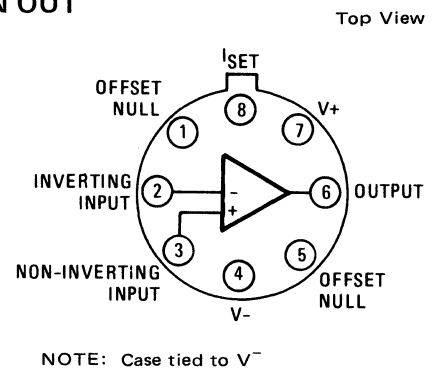 OUT
Top View
ISET
OFFSET
NULL
V+
8
1
7
INVERTING
INPUT
2
-
+
6
OUTPUT
3
4
5
NON-INVERTING
INPUT
OFFSET
NULL
V-
NOTE: Case tied to V⁻